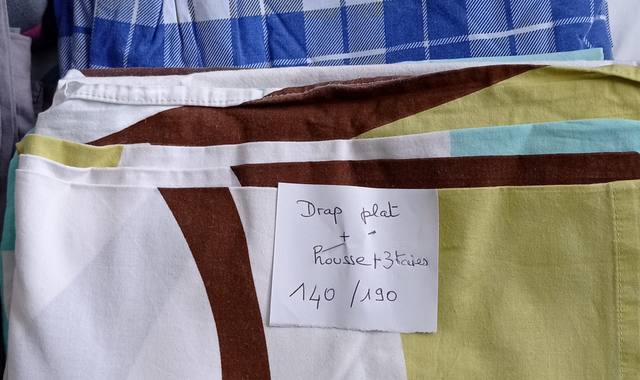 Drap plat
+
housse + 3 taies
140 / 190